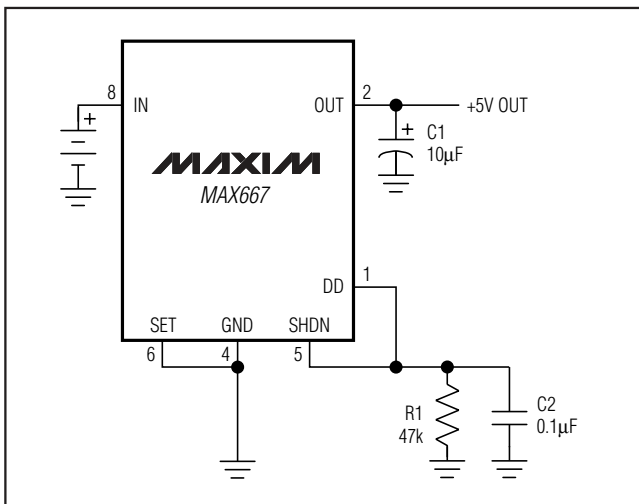 8
IN
+
OUT
2
+5V OUT
+
C1
10µF
MAXIM
MAX667
DD
1
SET
GND
SHDN
6
4
5
R1
47k
C2
0.1µF